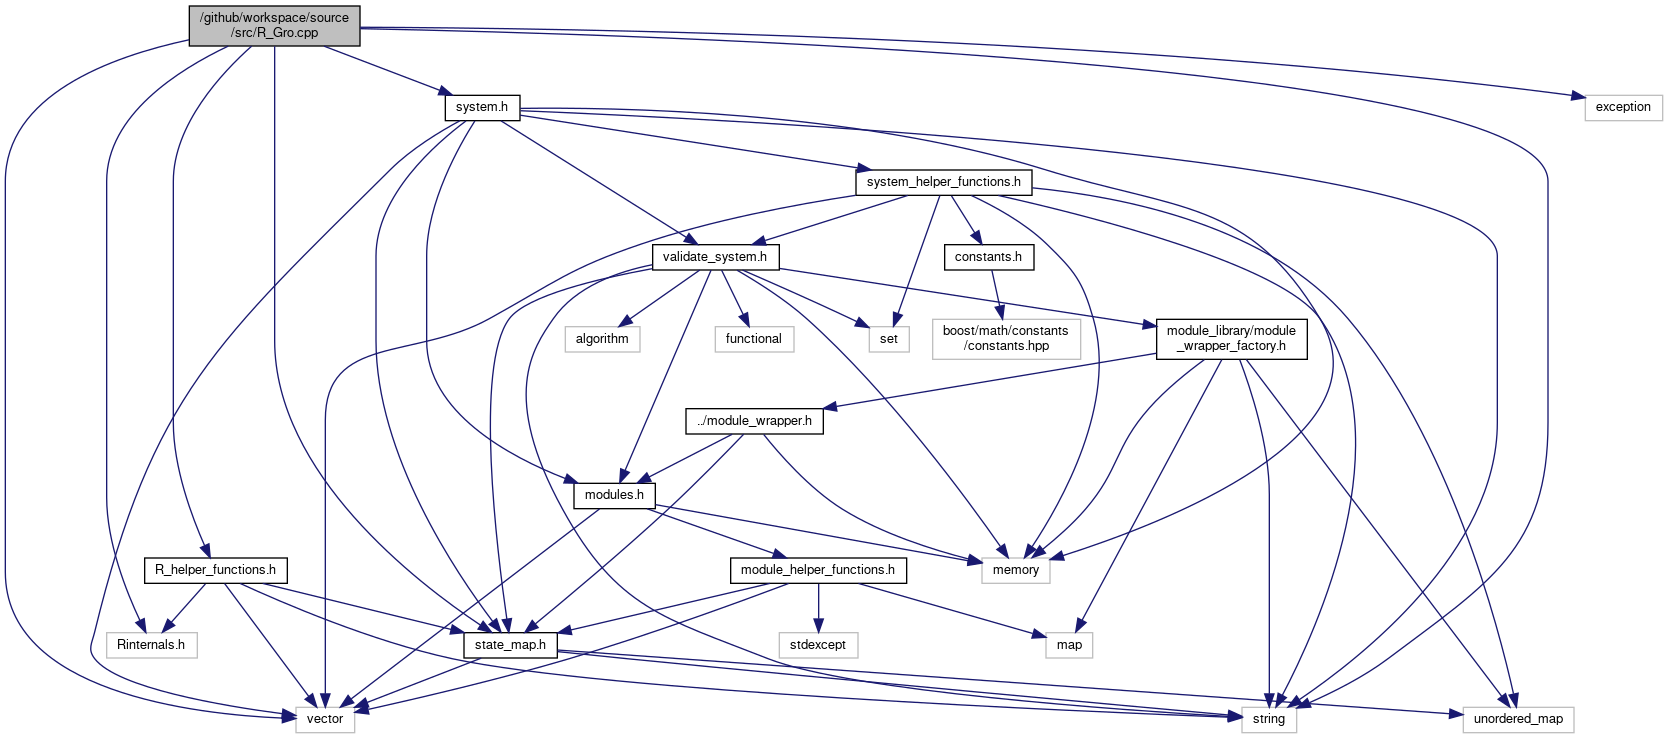 /github/workspace/source
/src/R_Gro.cpp
system.h
exception
system_helper_functions.h
validate_system.h
constants.h
algorithm
functional
set
boost/math/constants
/constants.hpp
module_library/module
_wrapper_factory.h
../module_wrapper.h
modules.h
R_helper_functions.h
module_helper_functions.h
memory
Rinternals.h
state_map.h
stdexcept
map
vector
string
unordered_map